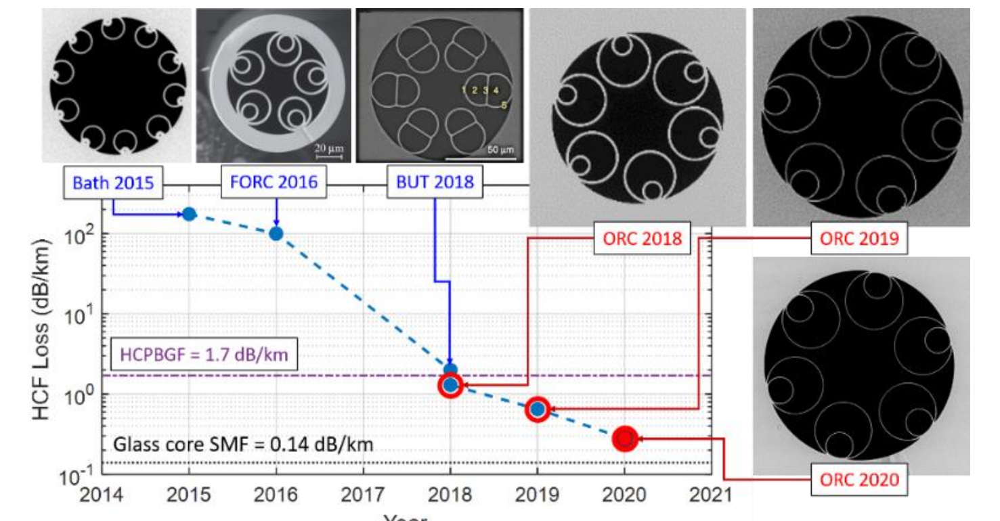 20 μm
1 2 3 4
5
50 μm
Bath 2015
FORC 2016
BUT 2018
ORC 2018
ORC 2019
10²
10¹
10⁰
10⁻¹
HCF Loss (dB/km)
HCPBGF = 1.7 dB/km
Glass core SMF = 0.14 dB/km
ORC 2020
2014 2015 2016 2017 2018 2019 2020 2021
Year